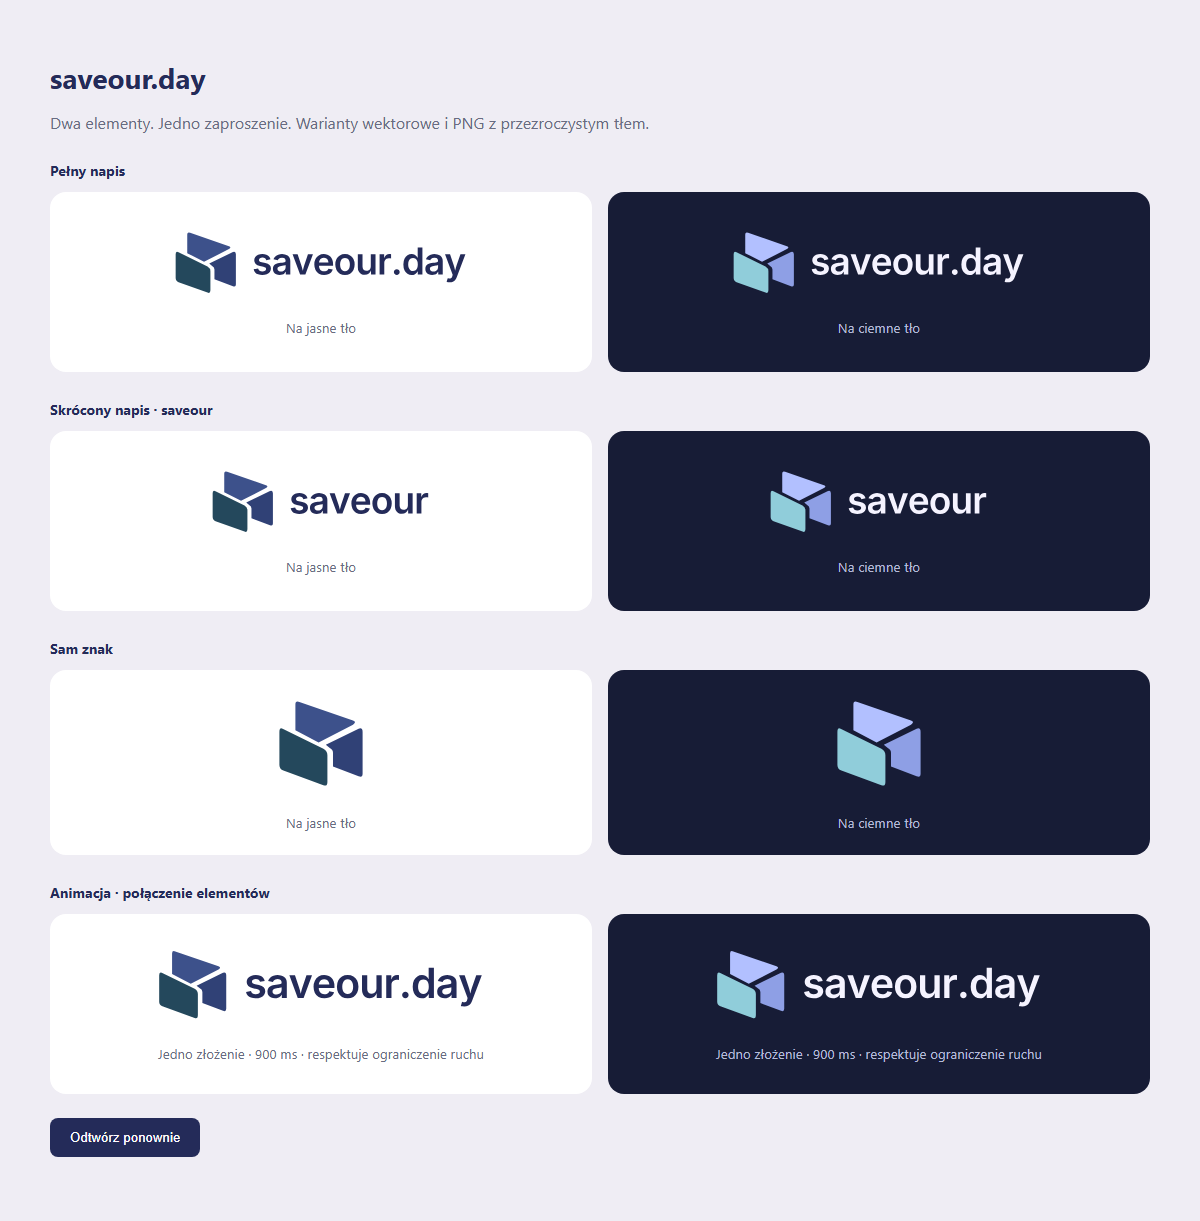 saveour.day
Dwa elementy. Jedno zaproszenie. Warianty wektorowe i PNG z przezroczystym tłem.
Pełny napis
saveour.day
saveour.day
Na jasne tło
Na ciemne tło
Skrócony napis · saveour
saveour
saveour
Na jasne tło
Na ciemne tło
Sam znak
Na jasne tło
Na ciemne tło
Animacja · połączenie elementów
saveour.day
saveour.day
Jedno złożenie · 900 ms · respektuje ograniczenie ruchu
Jedno złożenie · 900 ms · respektuje ograniczenie ruchu
Odtwórz ponownie